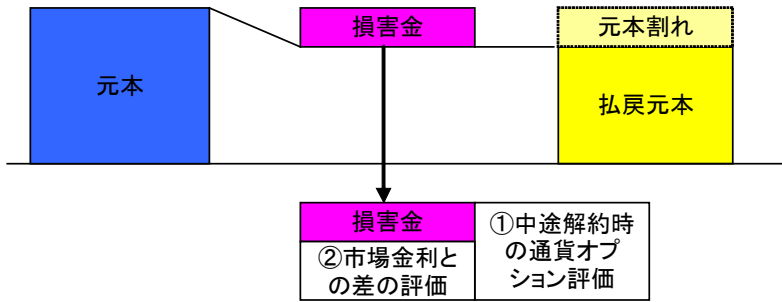 元本
損害金
元本割れ
払戻元本
損害金
②市場金利と
の差の評価
①中途解約時
の通貨オプ
ション評価